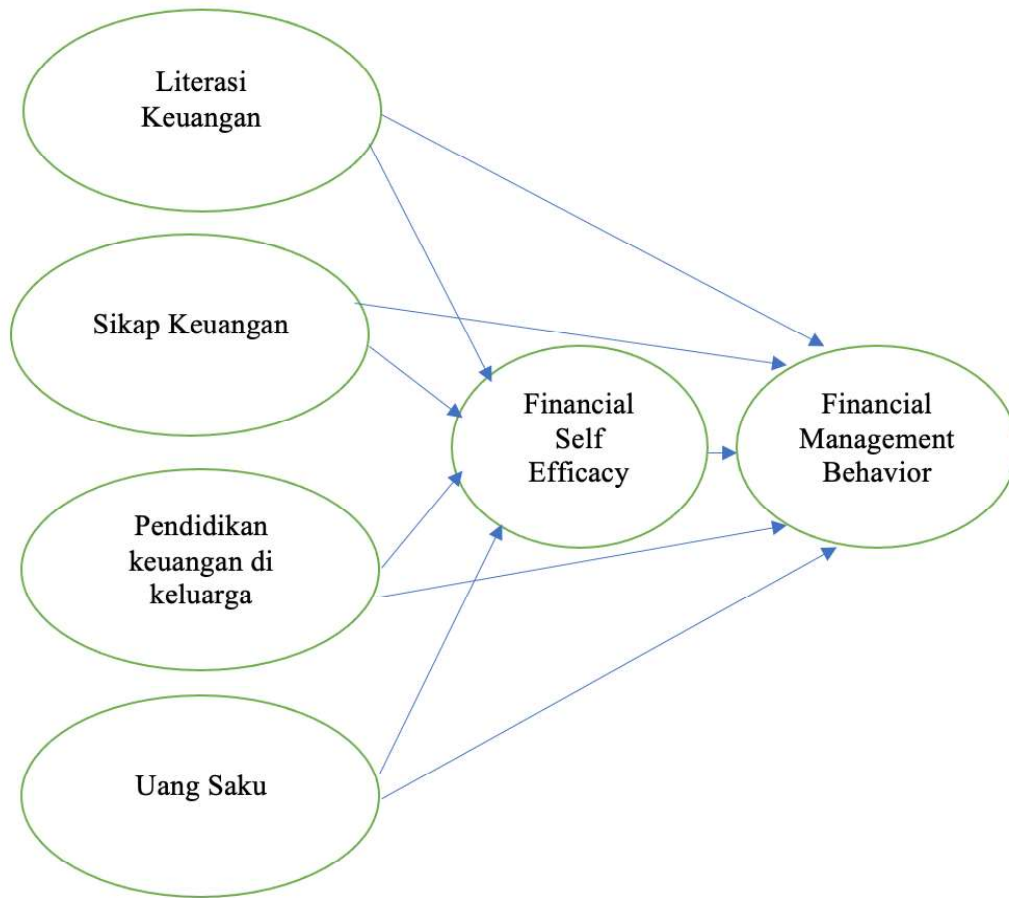 Literasi
Keuangan
Sikap Keuangan
Financial
Self
Efficacy
Financial
Management
Behavior
Pendidikan
keuangan di
keluarga
Uang Saku